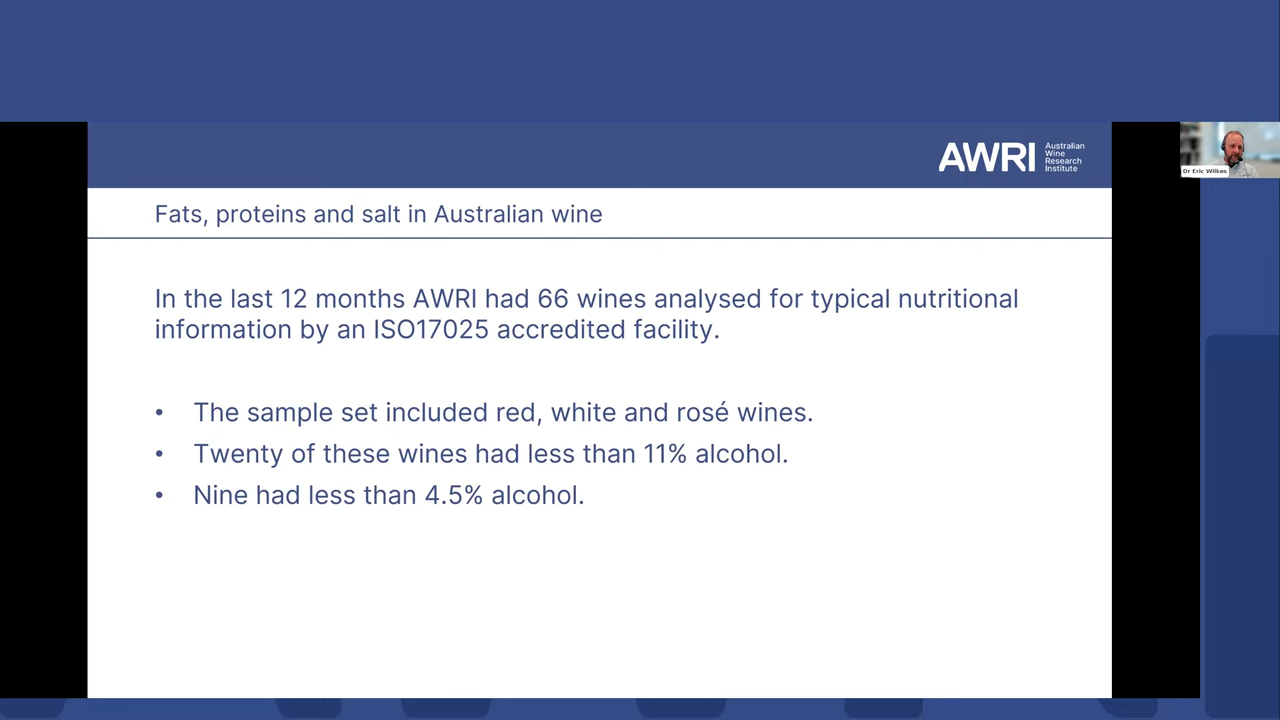 AWRI
Australian
Wine
Research
Institute
Dr Eric Wilkes
Fats, proteins and salt in Australian wine
In the last 12 months AWRI had 66 wines analysed for typical nutritional
information by an ISO17025 accredited facility.
• The sample set included red, white and rosé wines.
• Twenty of these wines had less than 11% alcohol.
• Nine had less than 4.5% alcohol.